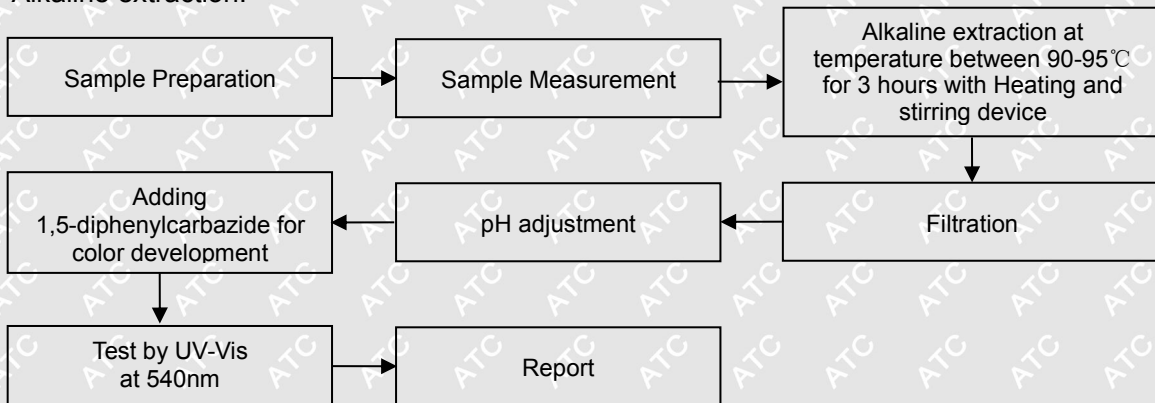 Alkaline extraction:
Sample Preparation
Sample Measurement
Alkaline extraction at
temperature between 90-95℃
for 3 hours with Heating and
stirring device
Filtration
pH adjustment
Adding
1,5-diphenylcarbazide for
color development
Test by UV-Vis
at 540nm
Report